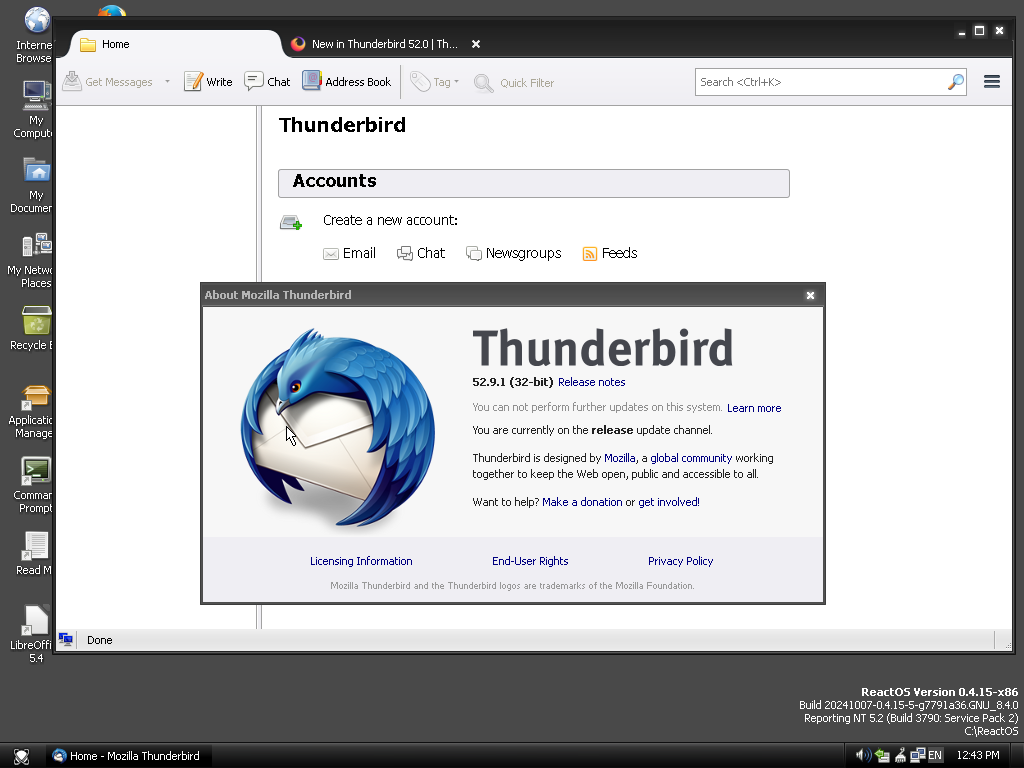 Home
New in Thunderbird 52.0 | Th...
Get Messages
Write
Chat
Address Book
Tag
Quick Filter
Search <Ctrl+K>
Thunderbird
Accounts
Create a new account:
Email
Chat
Newsgroups
Feeds
About Mozilla Thunderbird
Thunderbird
52.9.1 (32-bit) Release notes
You can not perform further updates on this system. Learn more
You are currently on the release update channel.
Thunderbird is designed by Mozilla, a global community working
together to keep the Web open, public and accessible to all.
Want to help? Make a donation or get involved!
Licensing Information
End-User Rights
Privacy Policy
Mozilla Thunderbird and the Thunderbird logos are trademarks of the Mozilla Foundation.
Done
Interne
Browse
My
Compute
My
Documen
My Netwo
Places
Recycle B
Applicatio
Manage
Comman
Prompt
Read M
LibreOffi
5.4
ReactOS Version 0.4.15-x86
Build 20241007-0.4.15-5-g7791a36.GNU_8.4.0
Reporting NT 5.2 (Build 3790: Service Pack 2)
C:\ReactOS
Home - Mozilla Thunderbird
EN
12:43 PM